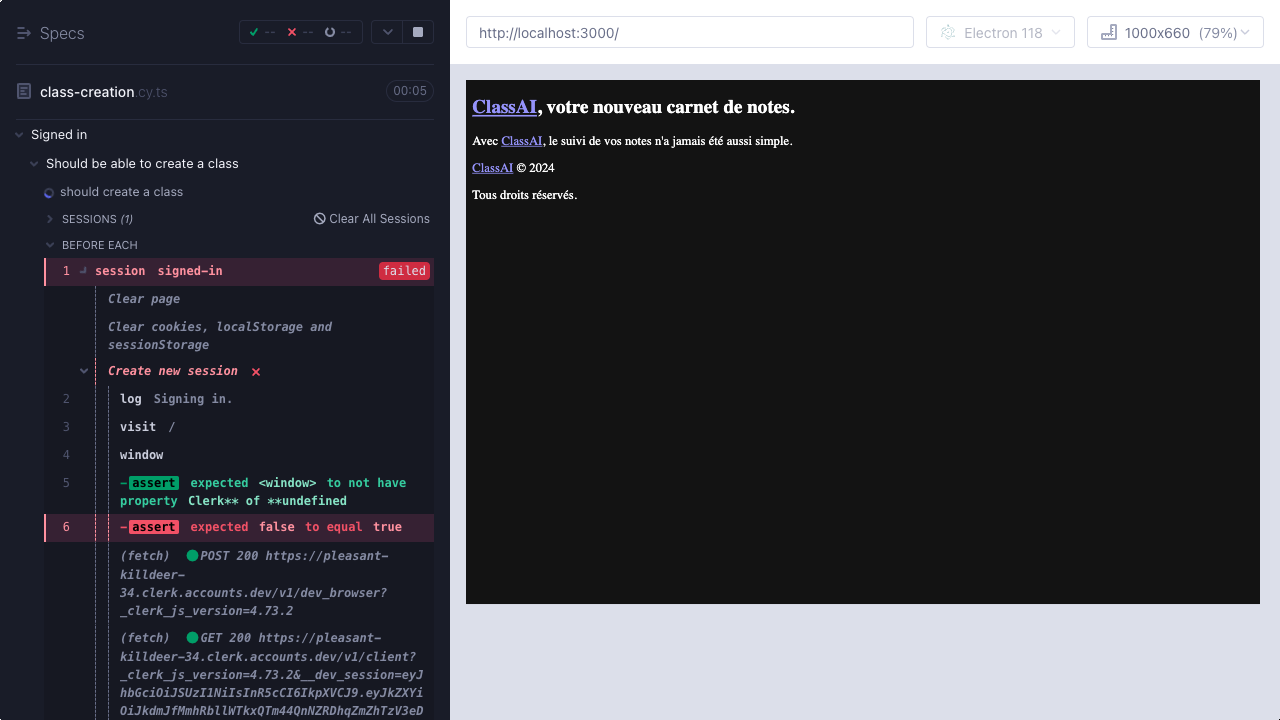 Specs
-- -- --
class-creation.cy.ts 00:05
Signed in
Should be able to create a class
should create a class
SESSIONS (1) Clear All Sessions
BEFORE EACH
1 session signed-in failed
Clear page
Clear cookies, localStorage and
sessionStorage
Create new session
2 log Signing in.
3 visit /
4 window
5 -assert expected <window> to not have
property Clerk** of **undefined
6 -assert expected false to equal true
(fetch) POST 200 https://pleasant-
killdeer-
34.clerk.accounts.dev/v1/dev_browser?
_clerk_js_version=4.73.2
(fetch) GET 200 https://pleasant-
killdeer-34.clerk.accounts.dev/v1/client?
_clerk_js_version=4.73.2&__dev_session=eyJ
hbGciOiJSUzI1NiIsInR5cCI6IkpXVCJ9.eyJkZXYi
OiJkdmJfMmhRbllWTkxQTm44QnNZRDhqZmZhTzV3eD
http://localhost:3000/
Electron 118
1000x660 (79%)
ClassAI, votre nouveau carnet de notes.
Avec ClassAI, le suivi de vos notes n'a jamais été aussi simple.
ClassAI © 2024
Tous droits réservés.